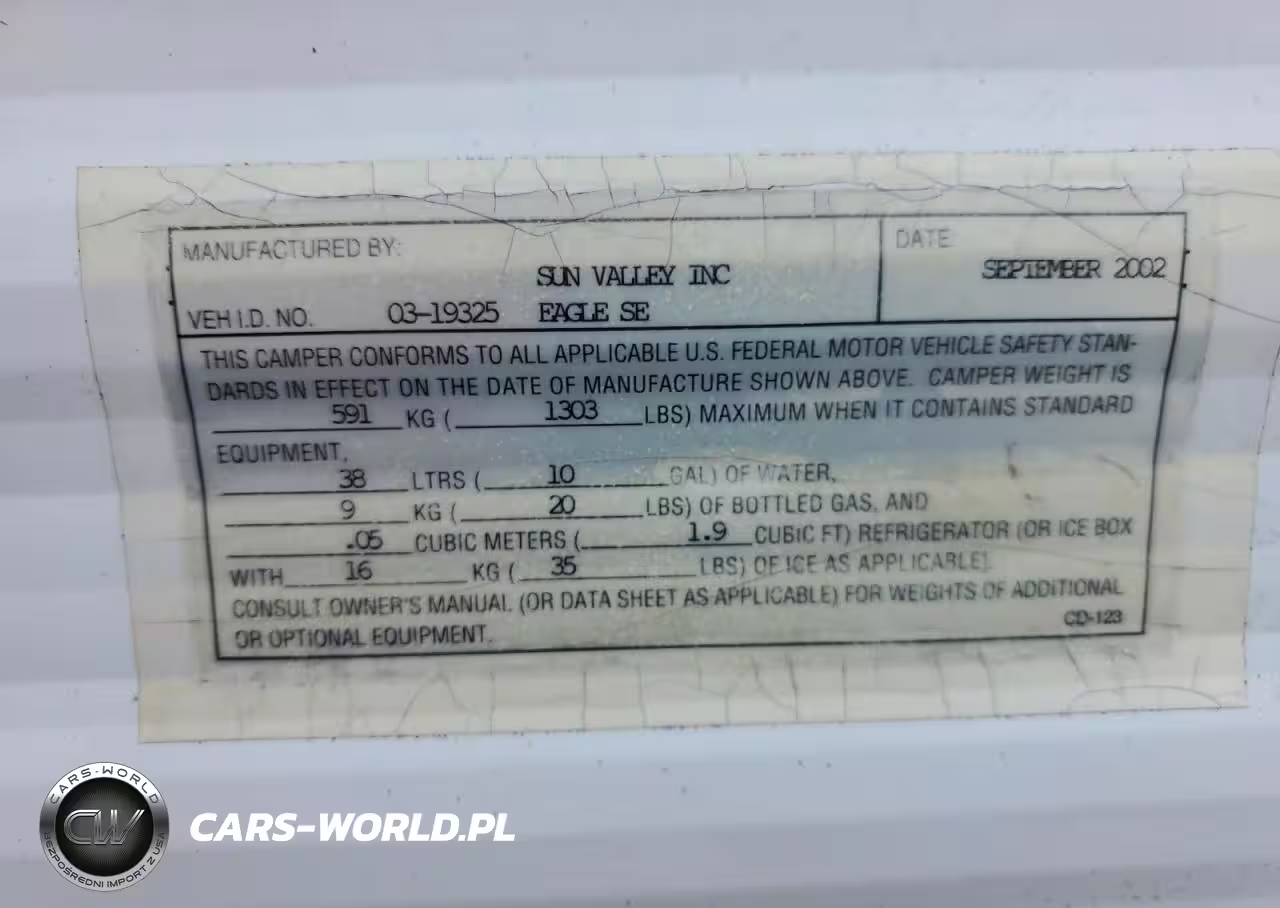 MANUFACTURED BY:
DATE:
SUN VALLEY INC
SEPTEMBER 2002
VEH I.D. NO. 03-19325 EAGLE SE
THIS CAMPER CONFORMS TO ALL APPLICABLE U.S. FEDERAL MOTOR VEHICLE SAFETY STAN-
DARDS IN EFFECT ON THE DATE OF MANUFACTURE SHOWN ABOVE. CAMPER WEIGHT IS
591 KG ( 1303 LBS) MAXIMUM WHEN IT CONTAINS STANDARD
EQUIPMENT,
38 LTRS ( 10 GAL) OF WATER,
9 KG ( 20 LBS) OF BOTTLED GAS, AND
.05 CUBIC METERS ( 1.9 CUBIC FT) REFRIGERATOR (OR ICE BOX
WITH 16 KG ( 35 LBS) OF ICE AS APPLICABLE).
CONSULT OWNER'S MANUAL (OR DATA SHEET AS APPLICABLE) FOR WEIGHTS OF ADDITIONAL
OR OPTIONAL EQUIPMENT.
CD-123
CARS-WORLD
CW
BEZPOŚREDNI IMPORT Z USA
CARS-WORLD.PL